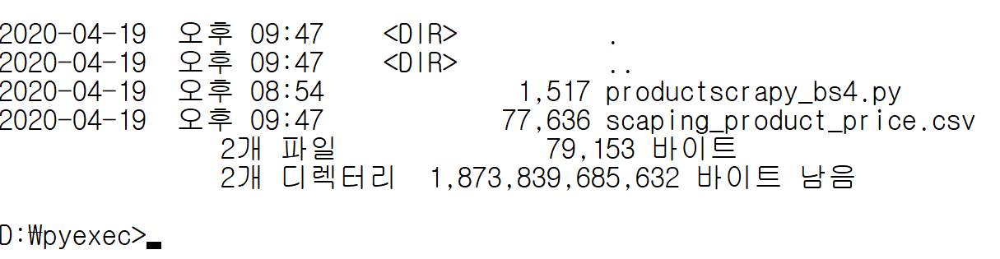 2020-04-19  오후 09:47    <DIR>          .
2020-04-19  오후 09:47    <DIR>          ..
2020-04-19  오후 08:54             1,517 productscrapy_bs4.py
2020-04-19  오후 09:47            77,636 scaping_product_price.csv
               2개 파일              79,153 바이트
               2개 디렉터리  1,873,839,685,632 바이트 남음
D:₩pyexec>